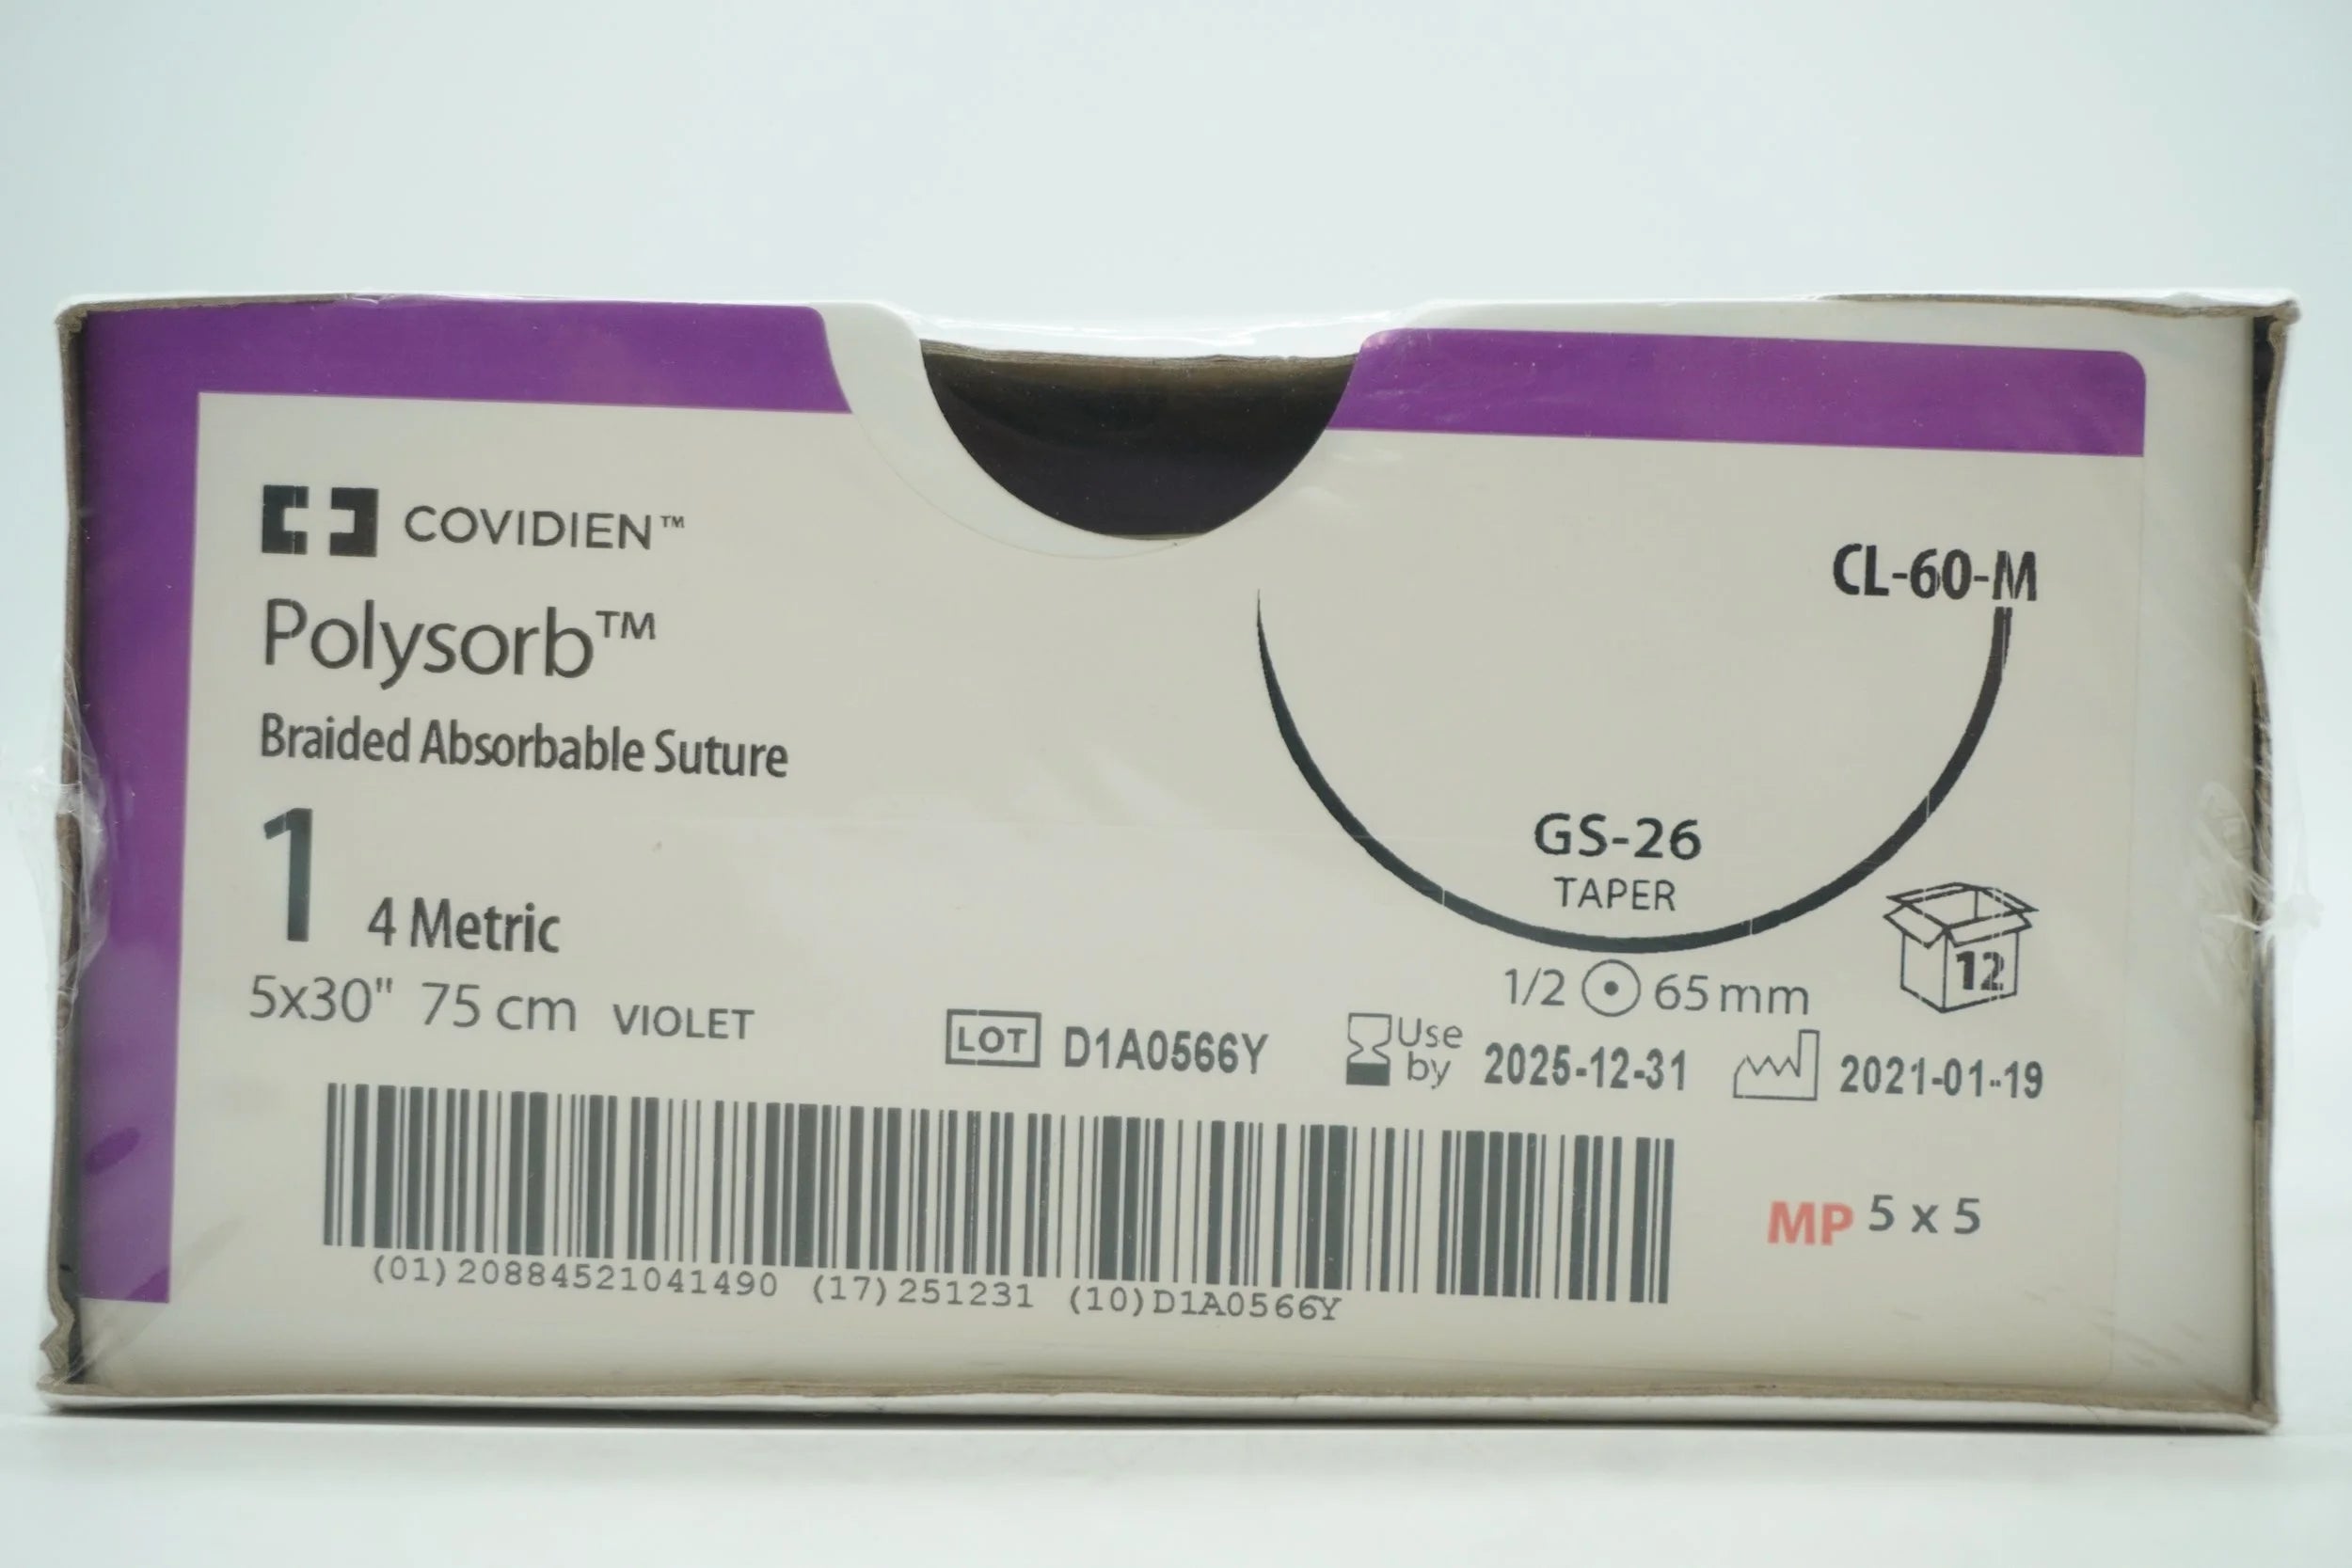 COVIDIEN™
CL-60-M
Polysorb™
Braided Absorbable Suture
1 4 Metric
5x30" 75 cm VIOLET
GS-26
TAPER
1/2 65 mm
12
LOT D1A0566Y
Use by 2025-12-31
2021-01-19
MP 5 x 5
(01)20884521041490 (17)251231 (10)D1A0566Y